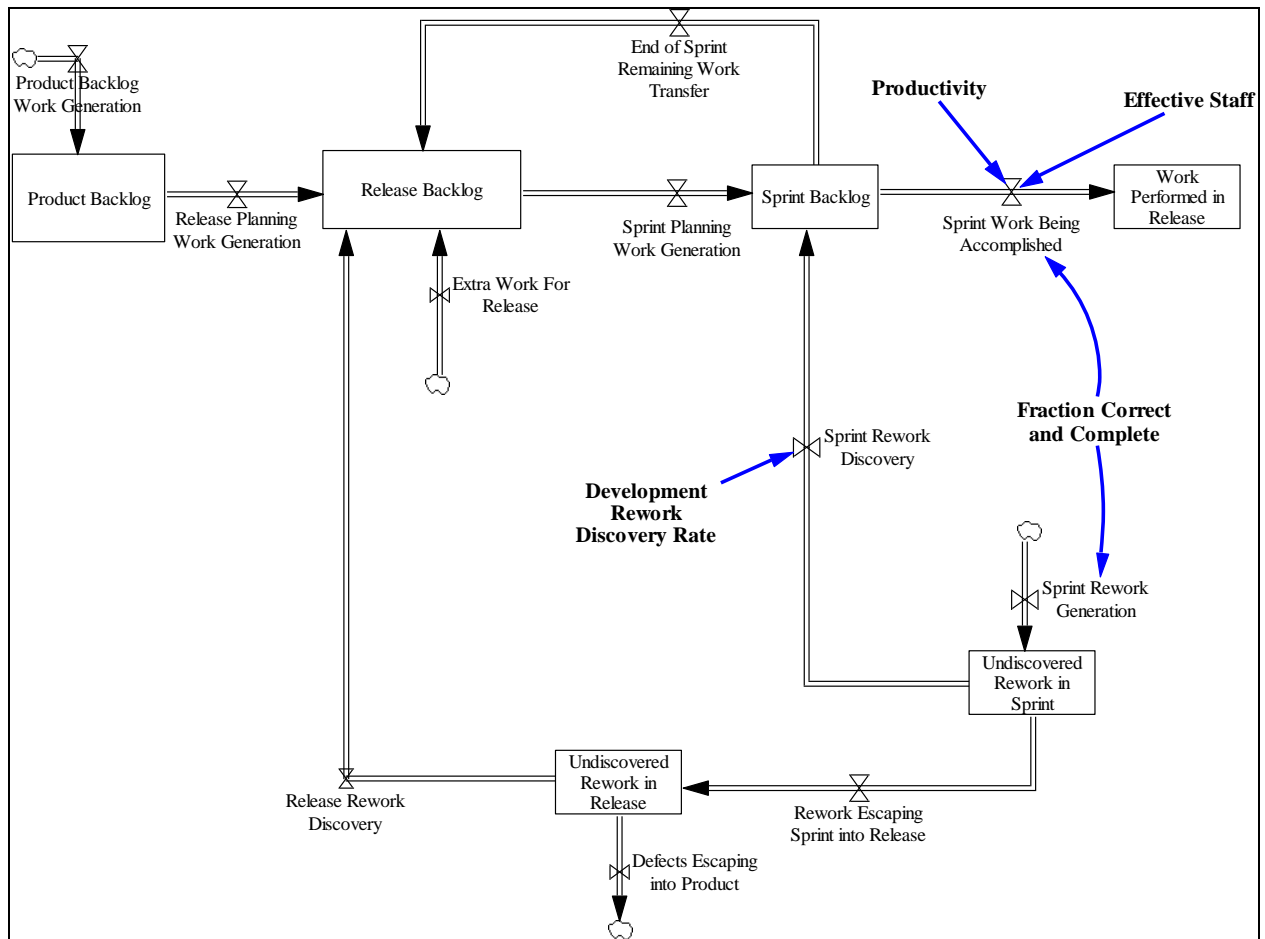 End of Sprint
Remaining Work
Transfer
Product Backlog
Work Generation
Productivity
Effective Staff
Product Backlog
Release Planning
Work Generation
Release Backlog
Sprint Planning
Work Generation
Sprint Backlog
Sprint Work Being
Accomplished
Work
Performed in
Release
Extra Work For
Release
Fraction Correct
and Complete
Sprint Rework
Discovery
Development
Rework
Discovery Rate
Sprint Rework
Generation
Undiscovered
Rework in
Sprint
Undiscovered
Rework in
Release
Release Rework
Discovery
Rework Escaping
Sprint into Release
Defects Escaping
into Product